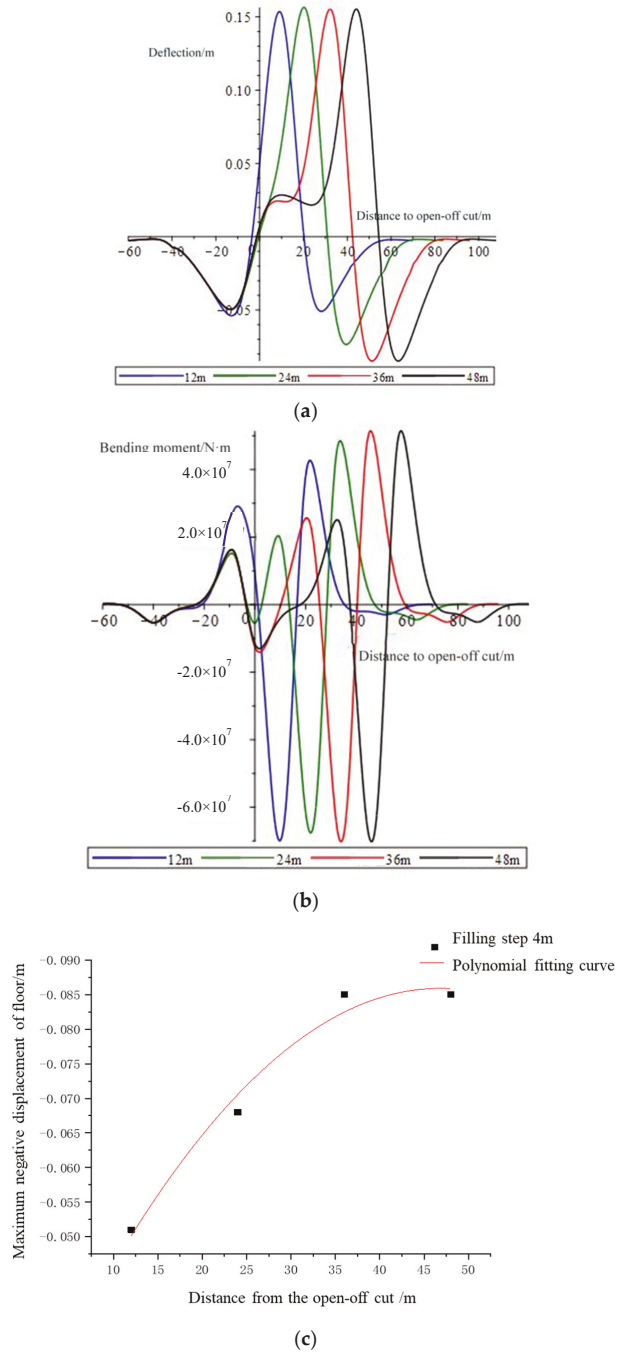 0.15
Deflection/m
0.10
0.05
Distance to open-off cut/m
−60 −40 −20 0 20 40 60 80 100
−0.05
12m 24m 36m 48m
(a)
Bending moment/N·m
4.0×10⁷
2.0×10⁷
−60 −40 −20 0 20 40 60 80 100
Distance to open-off cut/m
-2.0×10⁷
-4.0×10⁷
-6.0×10⁷
12m 24m 36m 48m
(b)
Filling step 4m
Polynomial fitting curve
Maximum negative displacement of floor/m
−0.090
−0.085
−0.080
−0.075
−0.070
−0.065
−0.060
−0.055
−0.050
10 15 20 25 30 35 40 45 50
Distance from the open-off cut /m
(c)